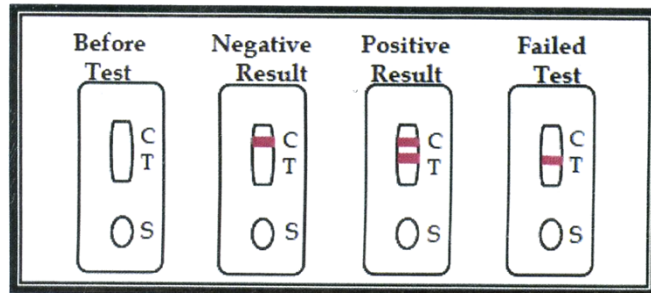 Before Test
Negative Result
Positive Result
Failed Test
C
T
S
C
T
S
C
T
S
C
T
S